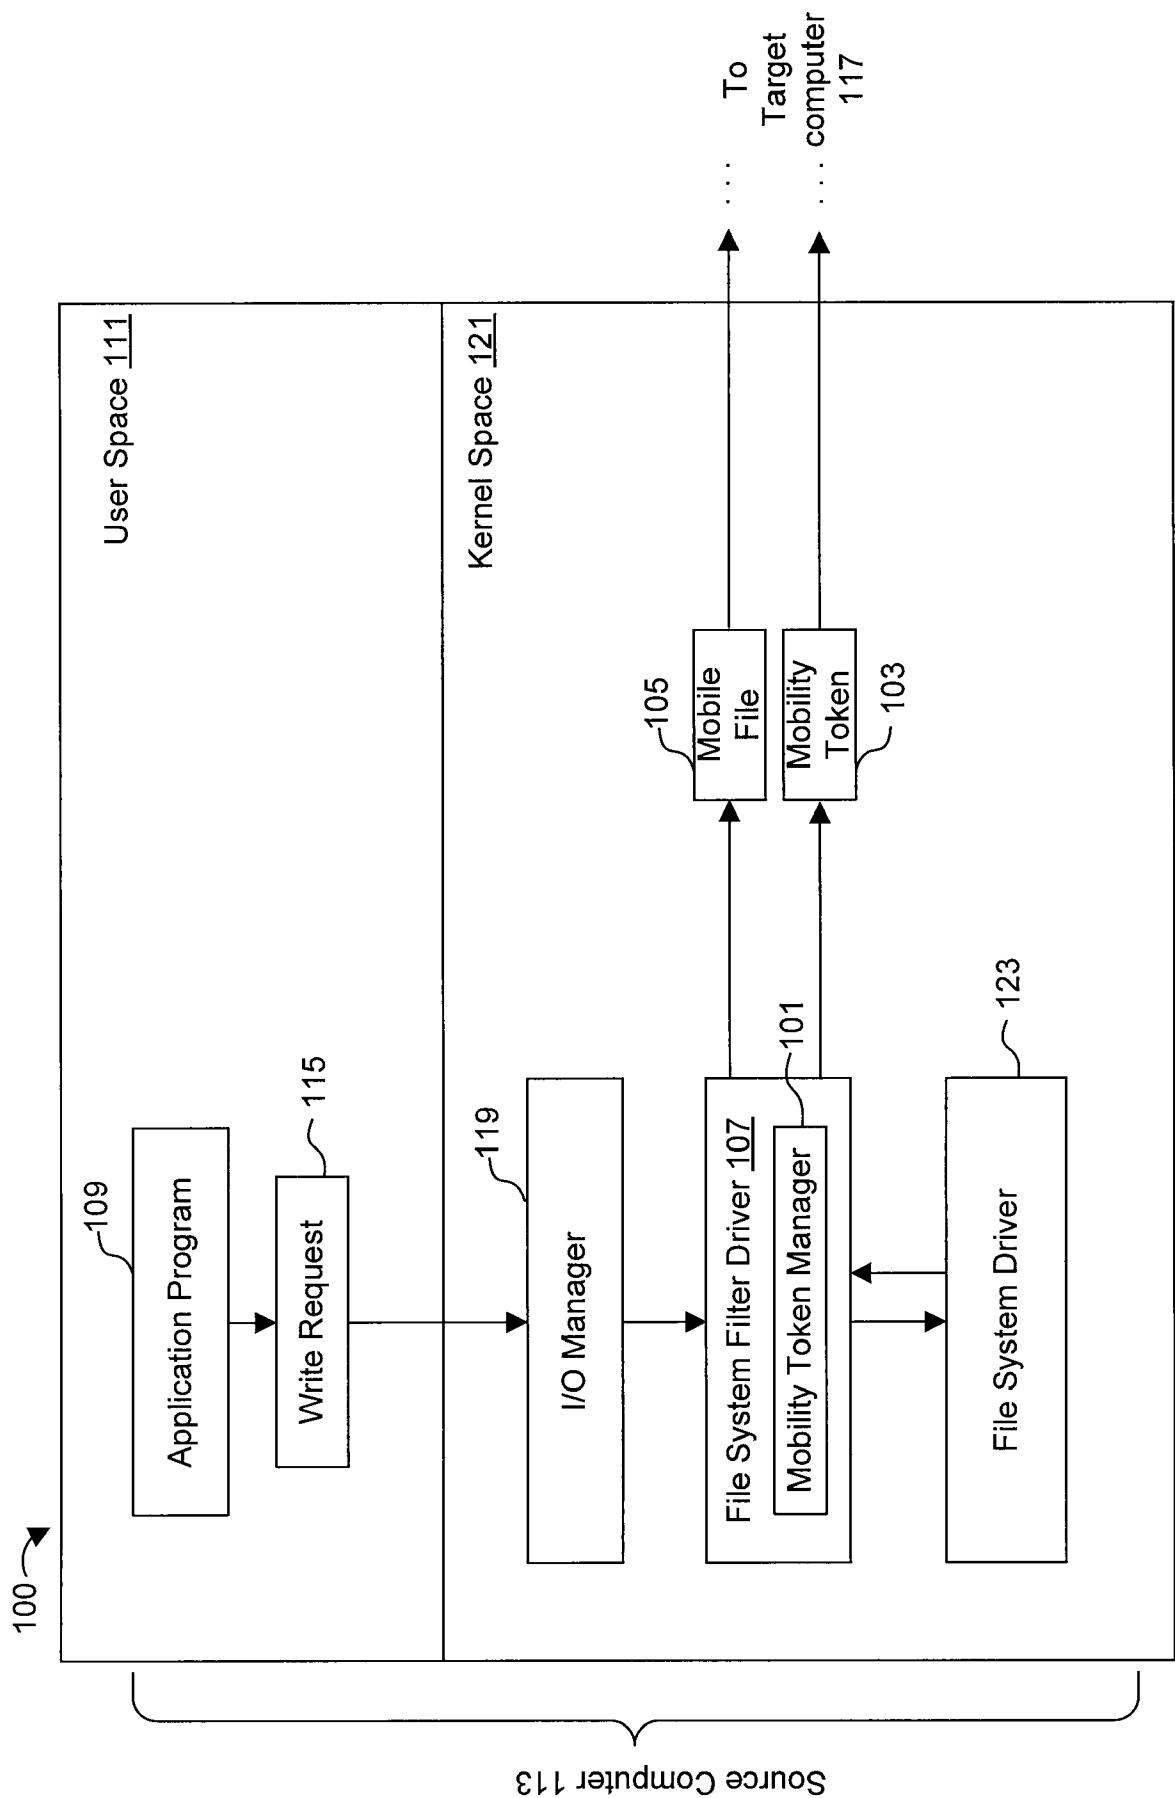 100
Source Computer 113
User Space 111
109
Application Program
115
Write Request
Kernel Space 121
119
I/O Manager
File System Filter Driver 107
101
Mobility Token Manager
105
Mobile
File
Mobility
Token
103
123
File System Driver
. . .
To
Target
. . . computer
117